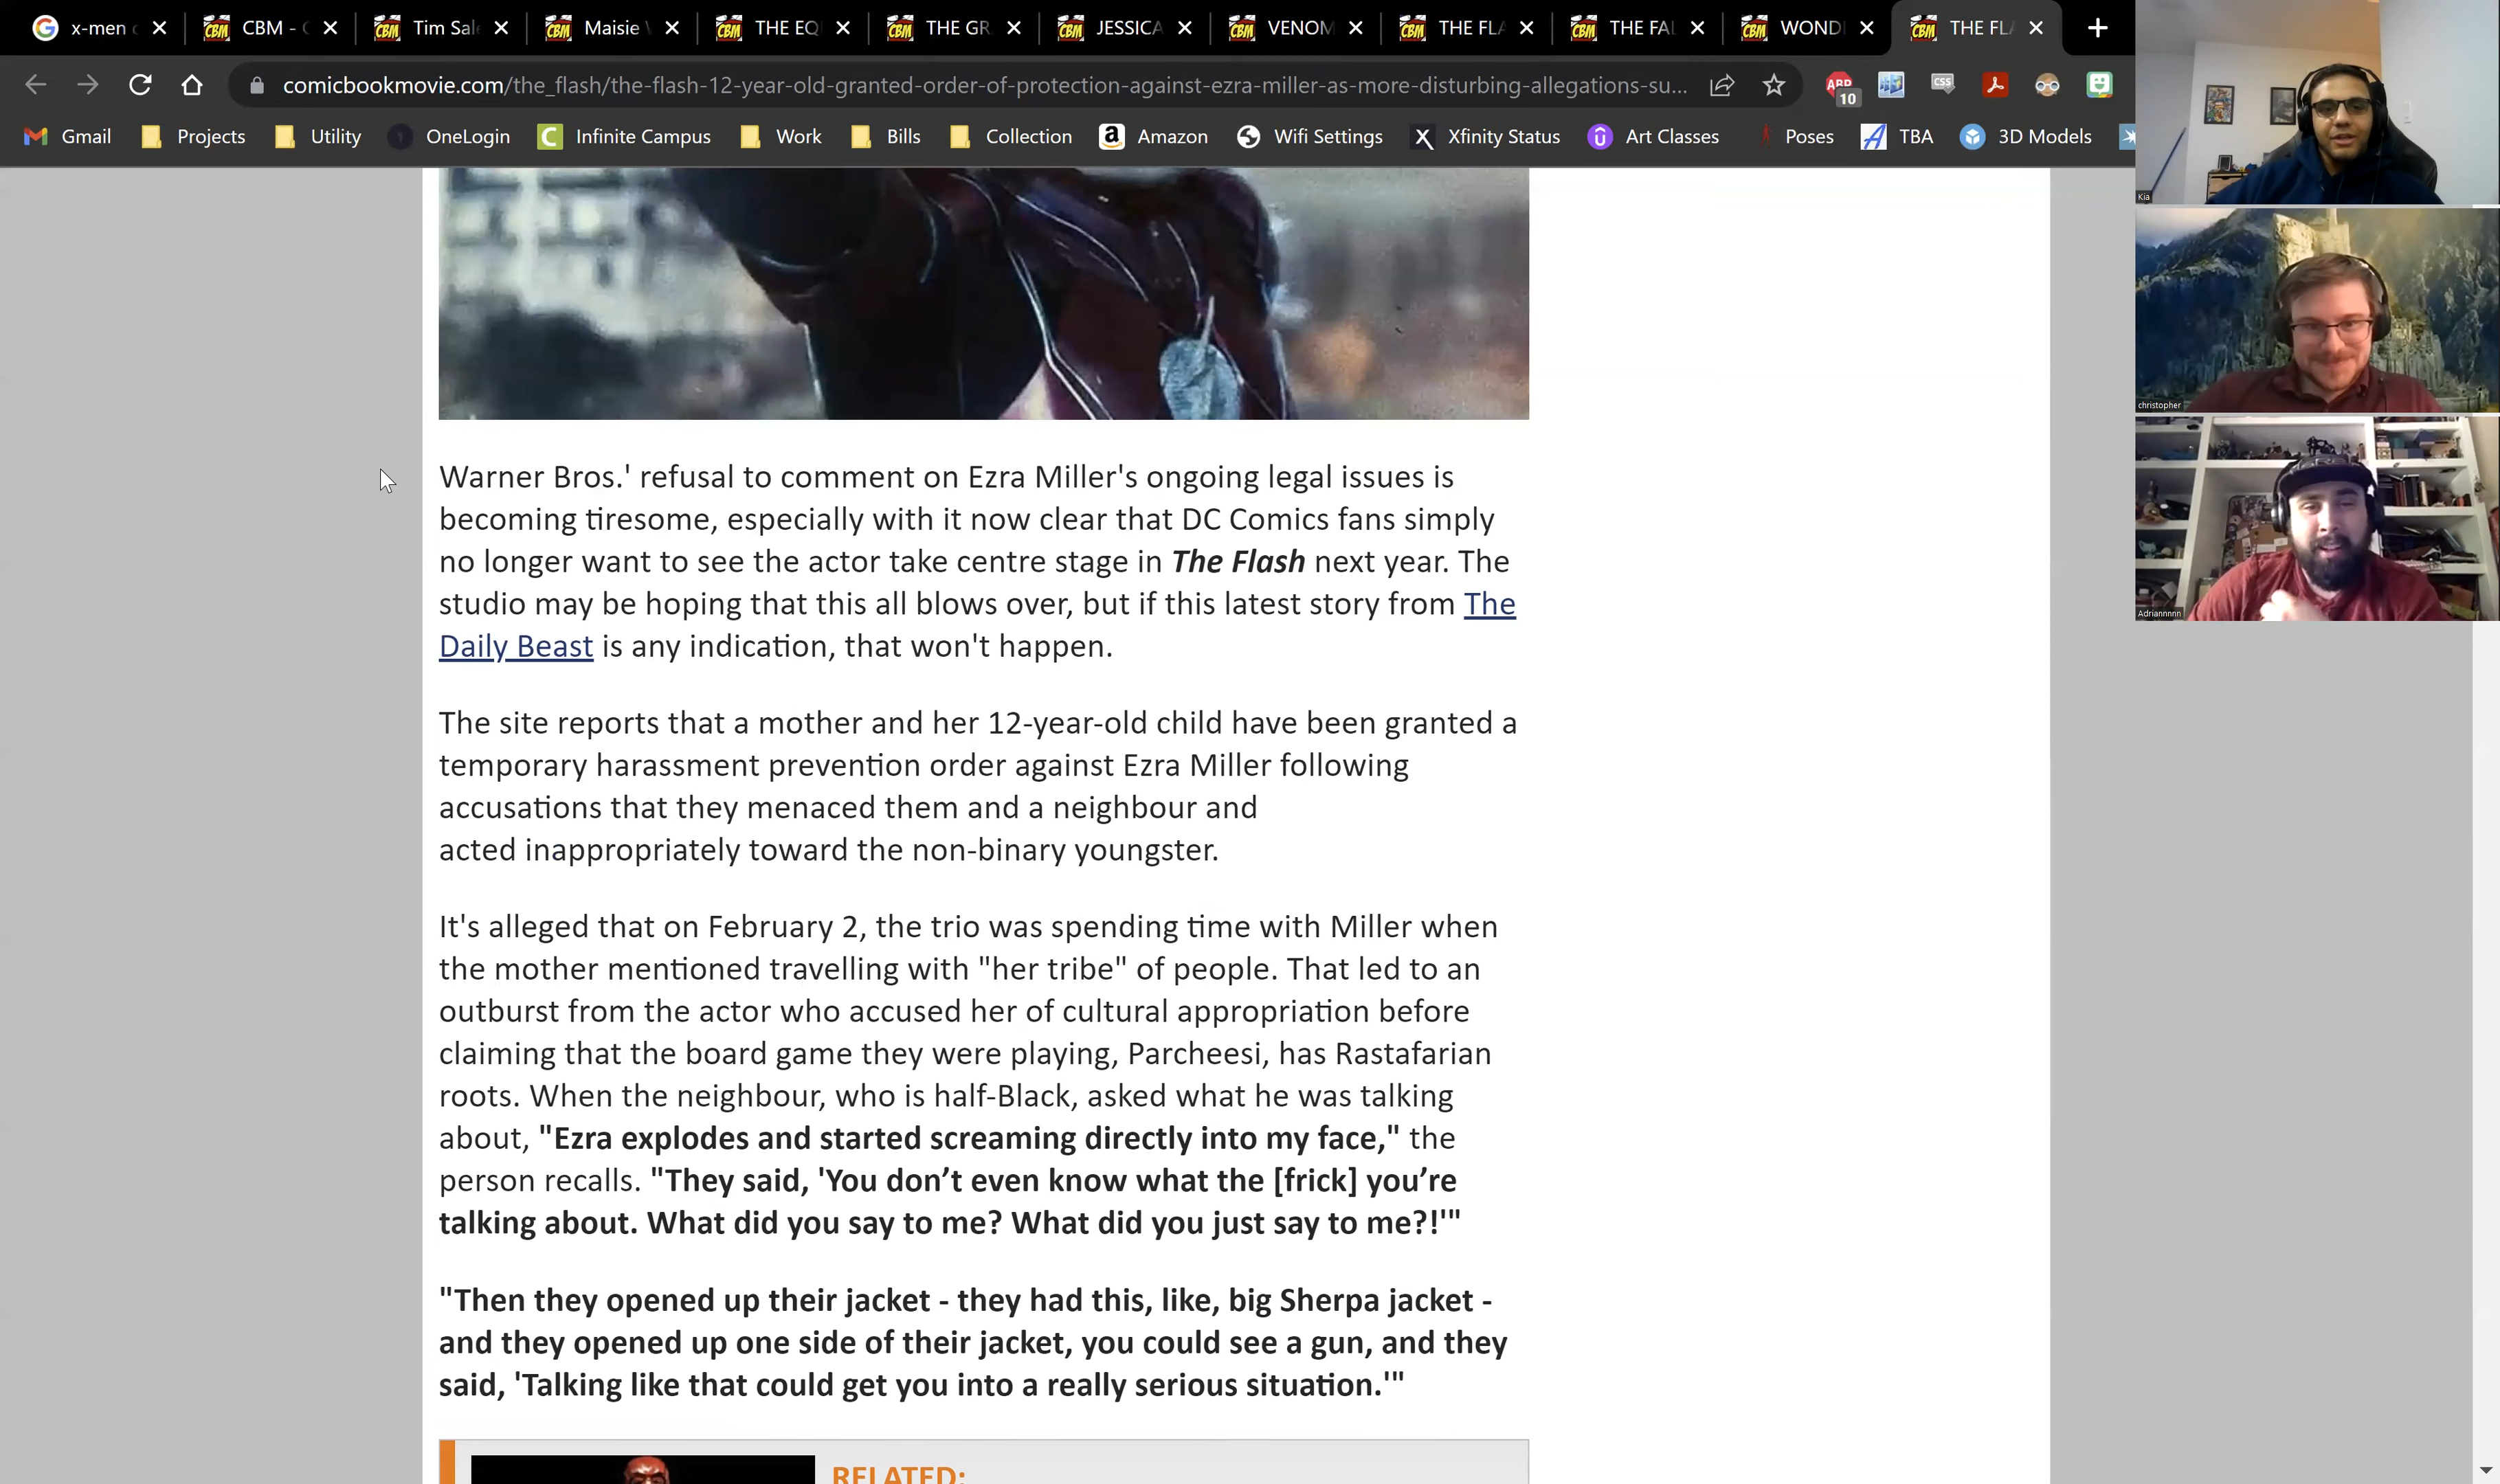 x-men
CBM -
Tim Sal
Maisie
THE EQ
THE GR
JESSICA
VENOM
THE FLA
THE FAL
WOND
THE FLA
comicbookmovie.com/the_flash/the-flash-12-year-old-granted-order-of-protection-against-ezra-miller-as-more-disturbing-allegations-su...
ABP
10
CSS
Gmail
Projects
Utility
OneLogin
Infinite Campus
Work
Bills
Collection
Amazon
Wifi Settings
Xfinity Status
Art Classes
Poses
TBA
3D Models
Kia
christopher
Adriannnnn
Warner Bros.' refusal to comment on Ezra Miller's ongoing legal issues is
becoming tiresome, especially with it now clear that DC Comics fans simply
no longer want to see the actor take centre stage in The Flash next year. The
studio may be hoping that this all blows over, but if this latest story from The
Daily Beast is any indication, that won't happen.
The site reports that a mother and her 12-year-old child have been granted a
temporary harassment prevention order against Ezra Miller following
accusations that they menaced them and a neighbour and
acted inappropriately toward the non-binary youngster.
It's alleged that on February 2, the trio was spending time with Miller when
the mother mentioned travelling with "her tribe" of people. That led to an
outburst from the actor who accused her of cultural appropriation before
claiming that the board game they were playing, Parcheesi, has Rastafarian
roots. When the neighbour, who is half-Black, asked what he was talking
about, "Ezra explodes and started screaming directly into my face," the
person recalls. "They said, 'You don’t even know what the [frick] you’re
talking about. What did you say to me? What did you just say to me?!'"
"Then they opened up their jacket - they had this, like, big Sherpa jacket -
and they opened up one side of their jacket, you could see a gun, and they
said, 'Talking like that could get you into a really serious situation.'"
RELATED: